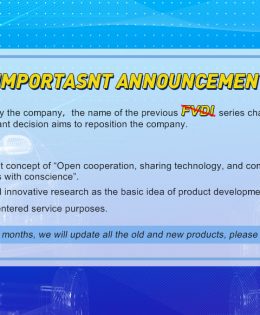 IMPORTASNT ANNOUNCEMEN
y the company, the name of the previous FVDI series cha
ant decision aims to reposition the company.
t concept of "Open cooperation, sharing technology, and com
s with conscience".
l innovative research as the basic idea of product developme
entered service purposes.
months, we will update all the old and new products, please